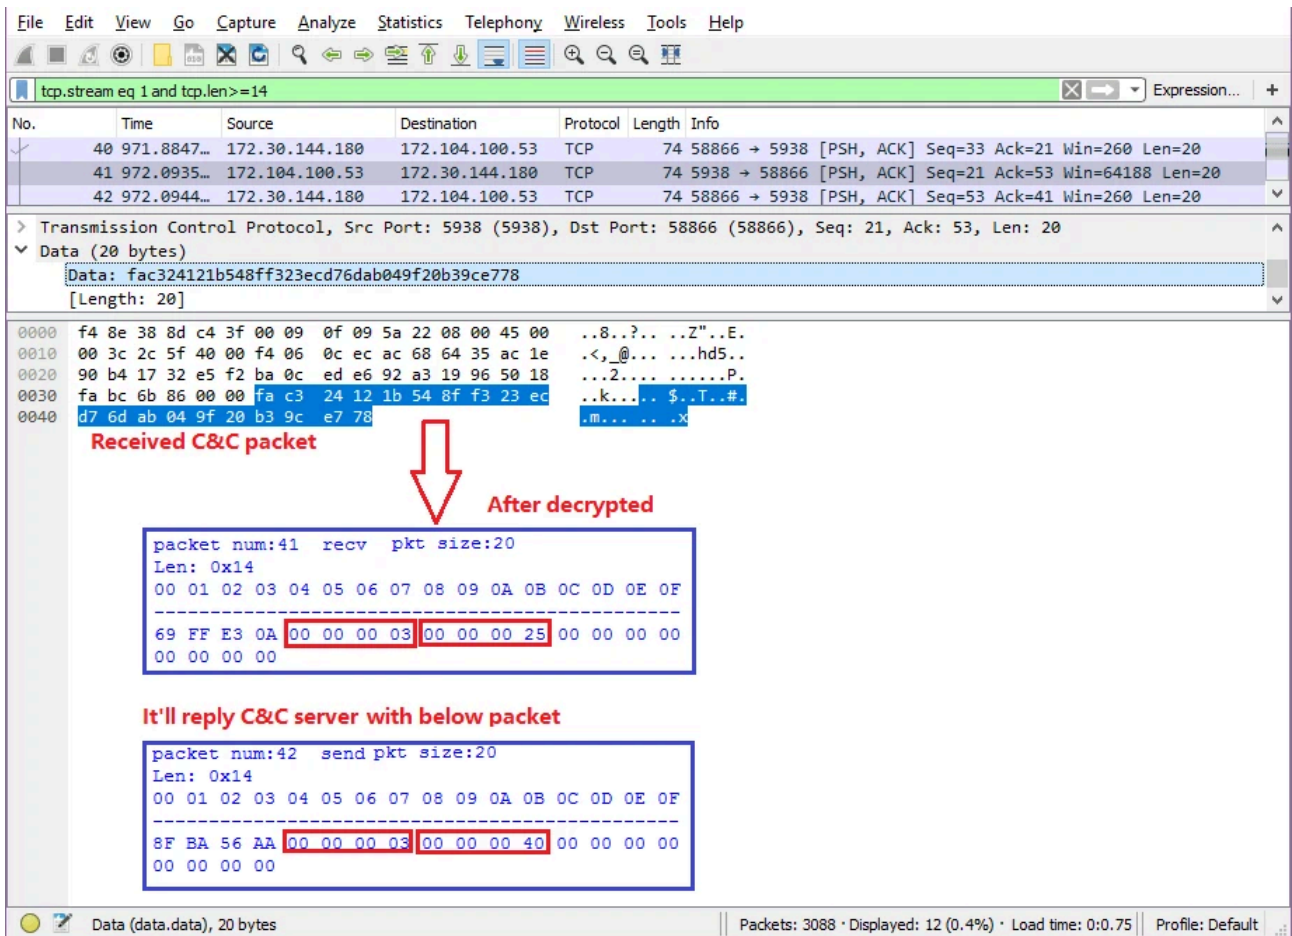 File Edit View Go Capture Analyze Statistics Telephony Wireless Tools Help
tcp.stream eq 1 and tcp.len>=14 Expression... +
No. Time Source Destination Protocol Length Info
40 971.8847… 172.30.144.180 172.104.100.53 TCP 74 58866 → 5938 [PSH, ACK] Seq=33 Ack=21 Win=260 Len=20
41 972.0935… 172.104.100.53 172.30.144.180 TCP 74 5938 → 58866 [PSH, ACK] Seq=21 Ack=53 Win=64188 Len=20
42 972.0944… 172.30.144.180 172.104.100.53 TCP 74 58866 → 5938 [PSH, ACK] Seq=53 Ack=41 Win=260 Len=20
Transmission Control Protocol, Src Port: 5938 (5938), Dst Port: 58866 (58866), Seq: 21, Ack: 53, Len: 20
Data (20 bytes)
Data: fac324121b548ff323ecd76dab049f20b39ce778
[Length: 20]
0000 f4 8e 38 8d c4 3f 00 09 0f 09 5a 22 08 00 45 00 ..8..?.. ..Z"..E.
0010 00 3c 2c 5f 40 00 f4 06 0c ec ac 68 64 35 ac 1e .<,_@... ...hd5..
0020 90 b4 17 32 e5 f2 ba 0c ed e6 92 a3 19 96 50 18 ...2.... ......P.
0030 fa bc 6b 86 00 00 fa c3 24 12 1b 54 8f f3 23 ec ..k..... $..T..#.
0040 d7 6d ab 04 9f 20 b3 9c e7 78 .m... .. .x
Received C&C packet
After decrypted
packet num:41 recv pkt size:20
Len: 0x14
00 01 02 03 04 05 06 07 08 09 0A 0B 0C 0D 0E 0F
-----------------------------------------------
69 FF E3 0A 00 00 00 03 00 00 00 25 00 00 00 00
00 00 00 00
It'll reply C&C server with below packet
packet num:42 send pkt size:20
Len: 0x14
00 01 02 03 04 05 06 07 08 09 0A 0B 0C 0D 0E 0F
-----------------------------------------------
8F BA 56 AA 00 00 00 03 00 00 00 40 00 00 00 00
00 00 00 00
Data (data.data), 20 bytes Packets: 3088 · Displayed: 12 (0.4%) · Load time: 0:0.75 Profile: Default